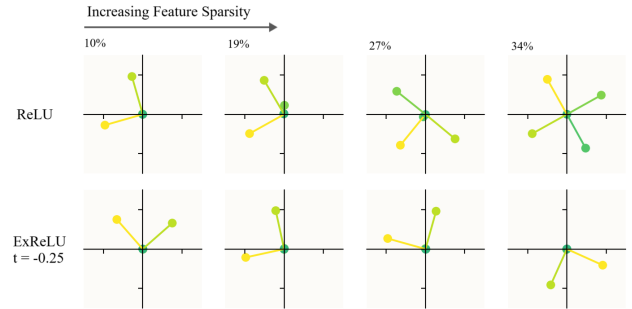 Increasing Feature Sparsity
10%
19%
27%
34%
ReLU
ExReLU
t = -0.25